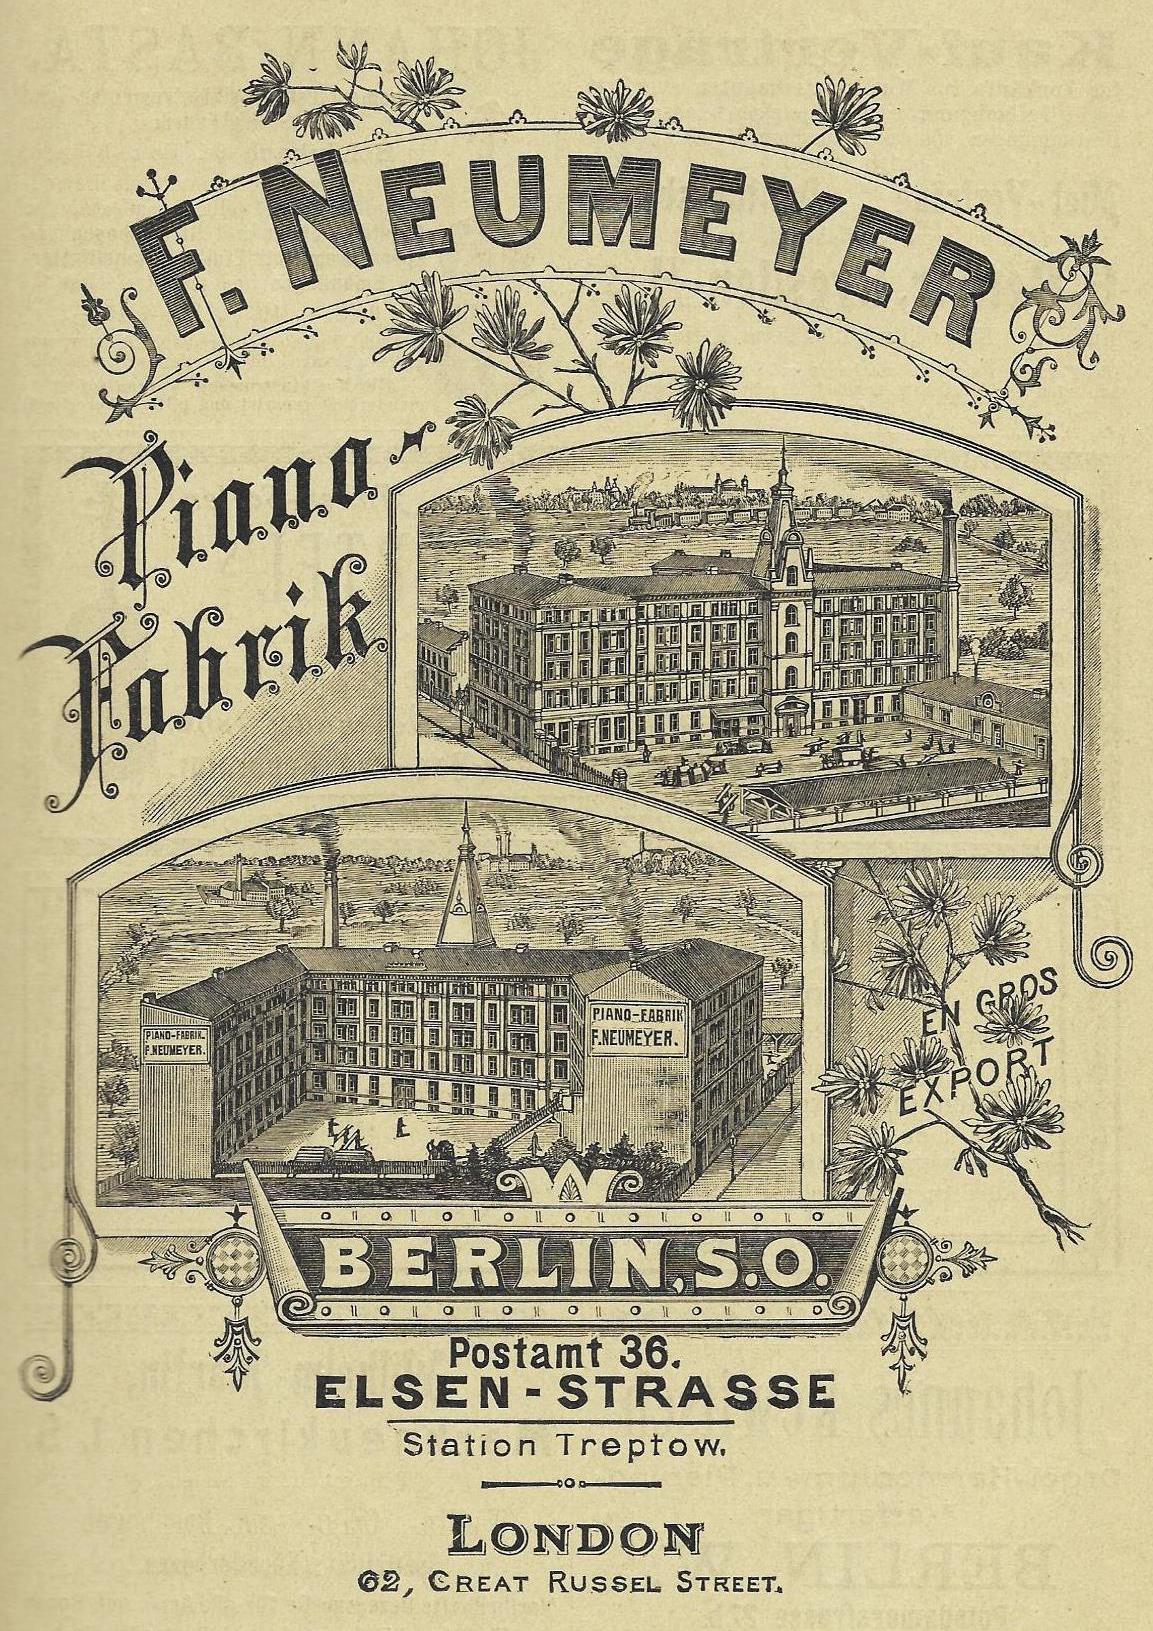 F. NEUMEYER
Piano-
Fabrik
PIANO-FABRIK
F. NEUMEYER.
PIANO-FABRIK
F. NEUMEYER.
EN GROS
EXPORT
BERLIN, S.O.
Postamt 36.
ELSEN-STRASSE
Station Treptow.
LONDON
62, CREAT RUSSEL STREET.